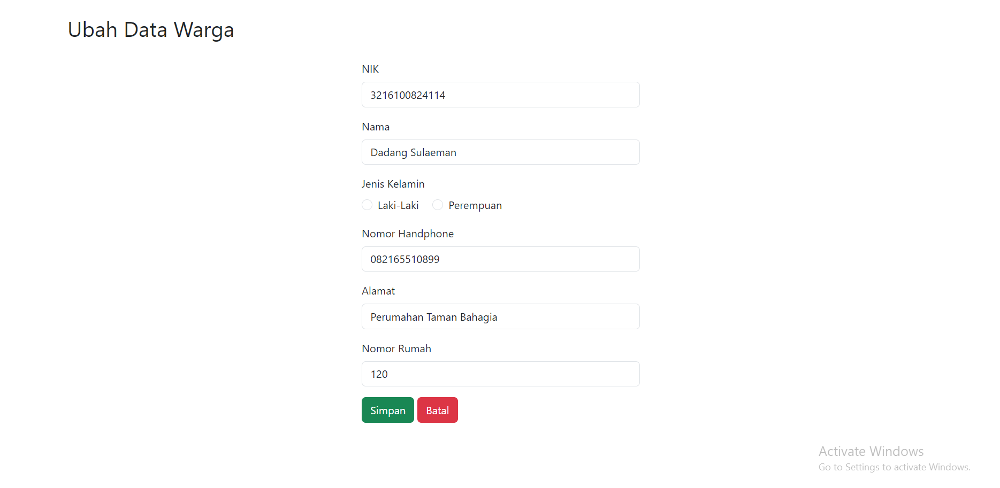 Ubah Data Warga
NIK
3216100824114
Nama
Dadang Sulaeman
Jenis Kelamin
Laki-Laki Perempuan
Nomor Handphone
082165510899
Alamat
Perumahan Taman Bahagia
Nomor Rumah
120
Simpan Batal
Activate Windows
Go to Settings to activate Windows.